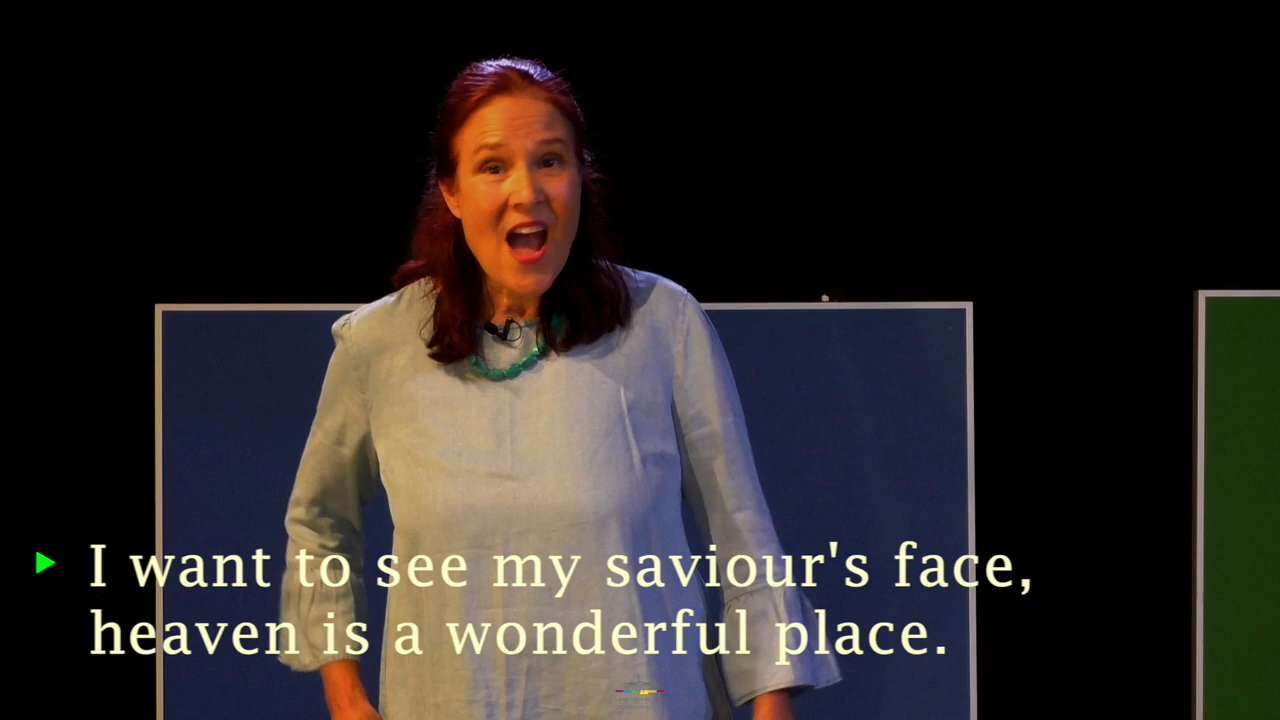 I want to see my saviour's face,
heaven is a wonderful place.